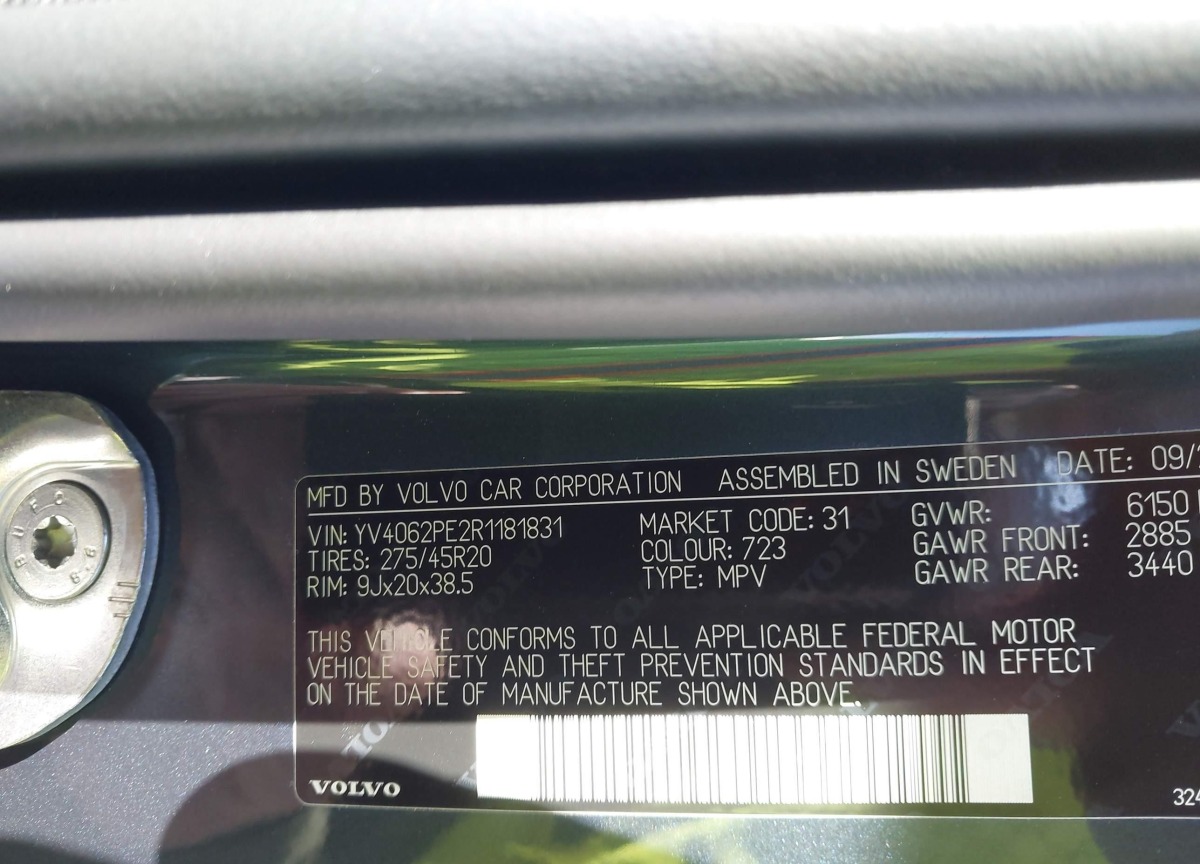 MFD BY VOLVO CAR CORPORATION ASSEMBLED IN SWEDEN DATE: 09/
VIN: YV4062PE2R1181831 MARKET CODE: 31 GVWR: 6150
TIRES: 275/45R20 COLOUR: 723 GAWR FRONT: 2885
RIM: 9Jx20x38.5 TYPE: MPV GAWR REAR: 3440
THIS VEHICLE CONFORMS TO ALL APPLICABLE FEDERAL MOTOR
VEHICLE SAFETY AND THEFT PREVENTION STANDARDS IN EFFECT
ON THE DATE OF MANUFACTURE SHOWN ABOVE.
VOLVO
324